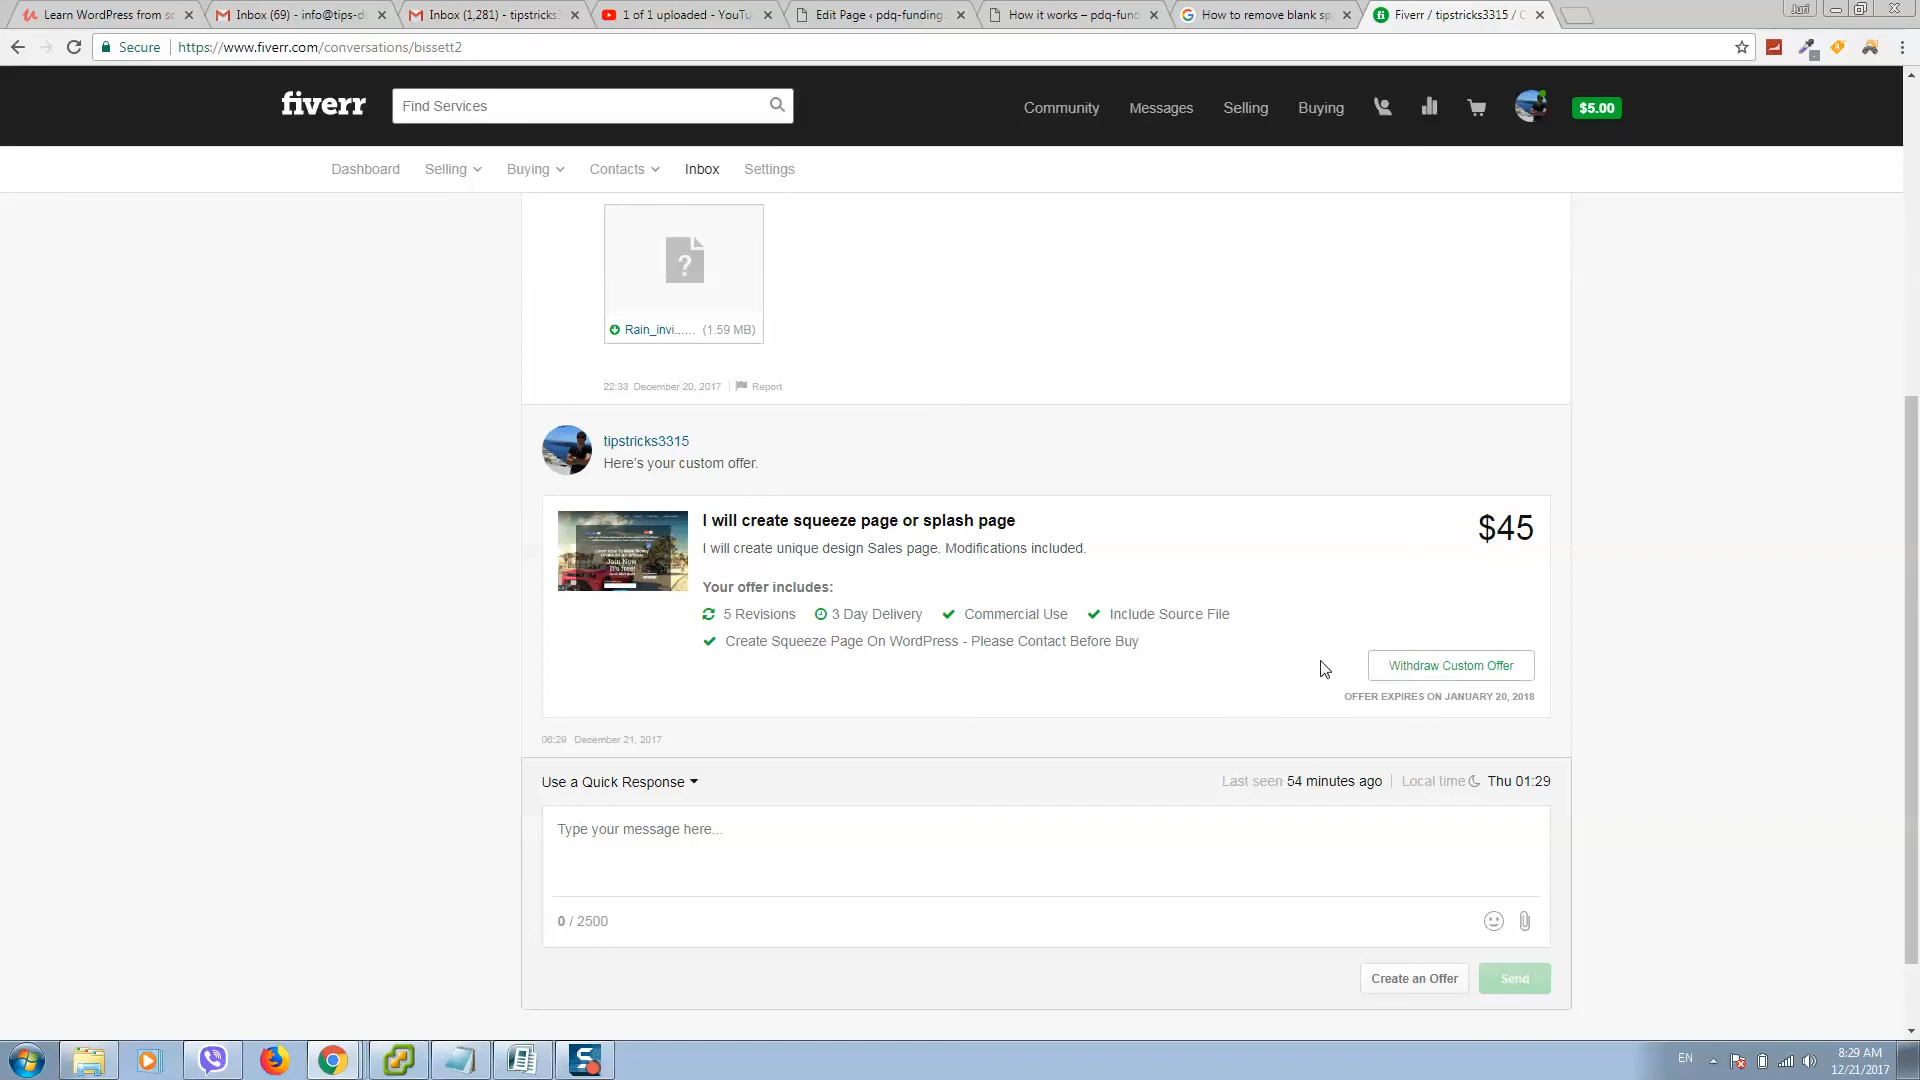 Learn WordPress from se
Inbox (69) - info@tips-d
Inbox (1,281) - tipstricks
1 of 1 uploaded - YouTu
Edit Page ‹ pdq-funding
How it works – pdq-fund
How to remove blank sp
Fiverr / tipstricks3315 / C
Juri
Secure
https://www.fiverr.com/conversations/bissett2
fiverr
Find Services
Community
Messages
Selling
Buying
$5.00
Dashboard
Selling
Buying
Contacts
Inbox
Settings
?
Rain_invi...... (1.59 MB)
22:33 December 20, 2017 | Report
tipstricks3315
Here's your custom offer.
I will create squeeze page or splash page
$45
I will create unique design Sales page. Modifications included.
Join Now
It's free!
Your offer includes:
5 Revisions
3 Day Delivery
Commercial Use
Include Source File
Create Squeeze Page On WordPress - Please Contact Before Buy
Withdraw Custom Offer
OFFER EXPIRES ON JANUARY 20, 2018
06:29 December 21, 2017
Use a Quick Response
Last seen 54 minutes ago | Local time Thu 01:29
Type your message here...
0 / 2500
Create an Offer
Send
EN
8:29 AM
12/21/2017